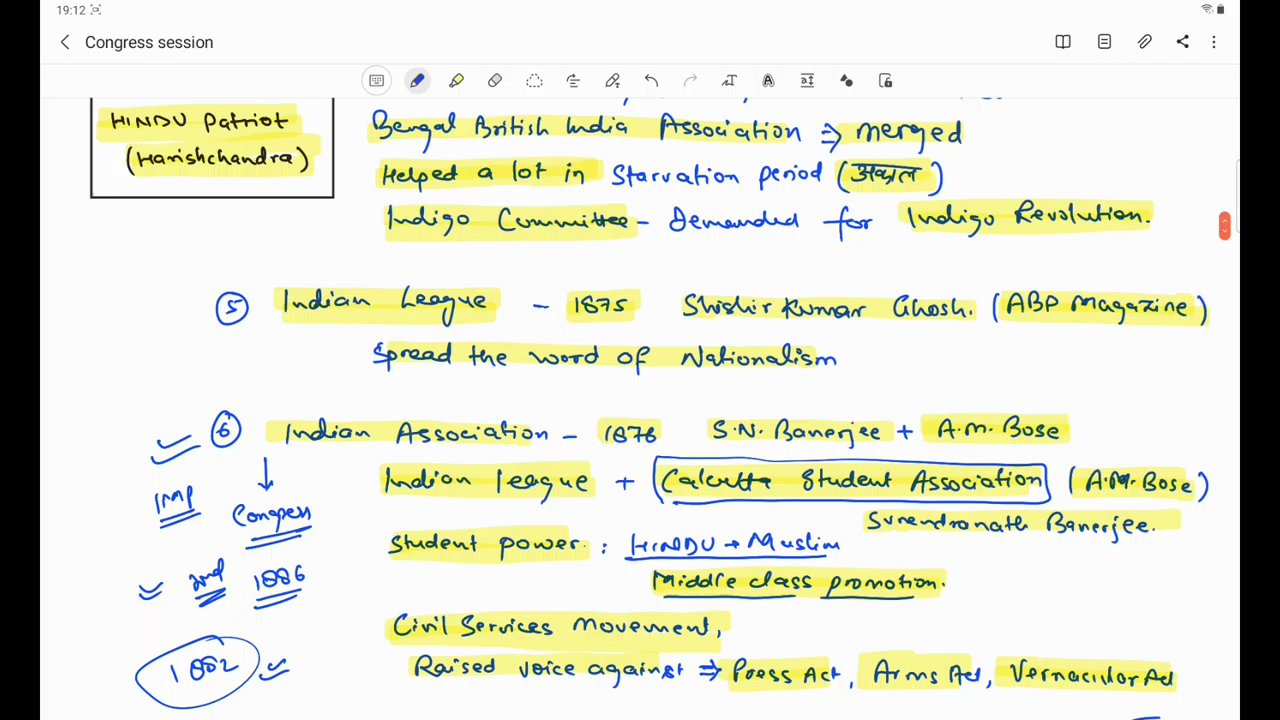 19:12
Congress session
HINDU Patriot
(Harishchandra)
Bengal British India Association ⇒ merged
Helped a lot in Starvation period (अकाल)
Indigo Committee - Demanded for Indigo Revolution.
5 Indian League - 1875 Shishir Kumar Ghosh. (ABP Magazine)
Spread the word of Nationalism
6 Indian Association - 1876 S.N. Banerjee + A.M. Bose
Indian league + Calcutta Student Association (A.M. Bose)
IMP
Congress
Surendronath Banerjee.
Student power : HINDU + Muslim
2nd 1886
Middle class promotion.
Civil Services movement,
1882
Raised voice against ⇒ Press Act, Arms Act, Vernacular Act